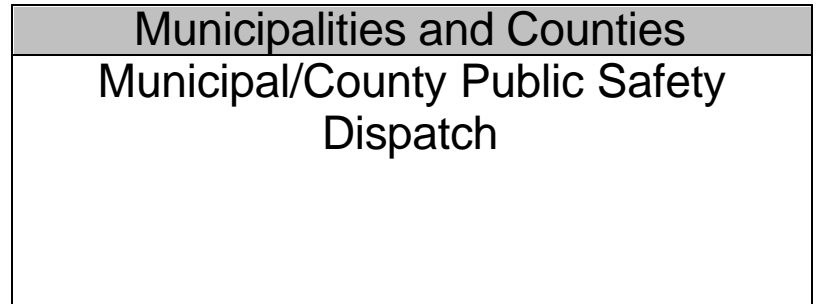 Municipalities and Counties
Municipal/County Public Safety
Dispatch